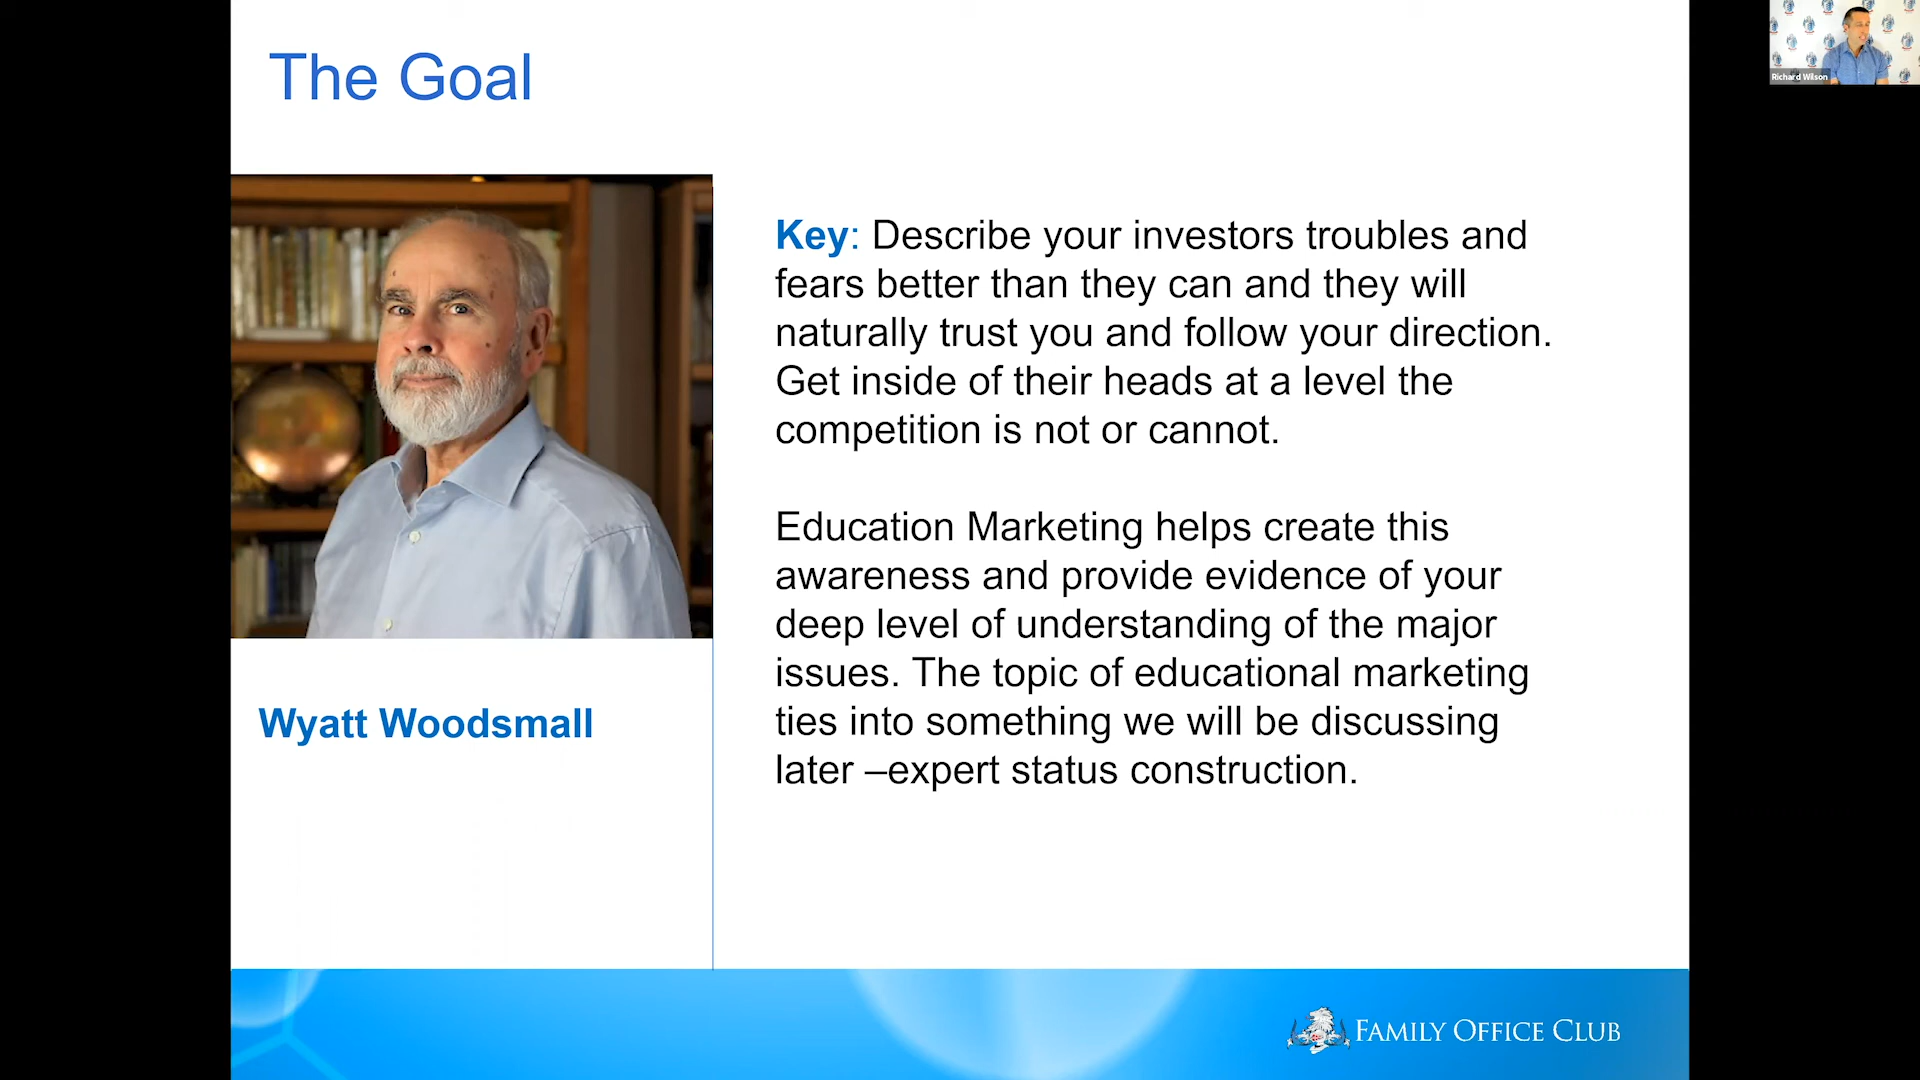 The Goal
Richard Wilson
Key: Describe your investors troubles and
fears better than they can and they will
naturally trust you and follow your direction.
Get inside of their heads at a level the
competition is not or cannot.
Education Marketing helps create this
awareness and provide evidence of your
deep level of understanding of the major
issues. The topic of educational marketing
ties into something we will be discussing
later –expert status construction.
Wyatt Woodsmall
FAMILY OFFICE CLUB